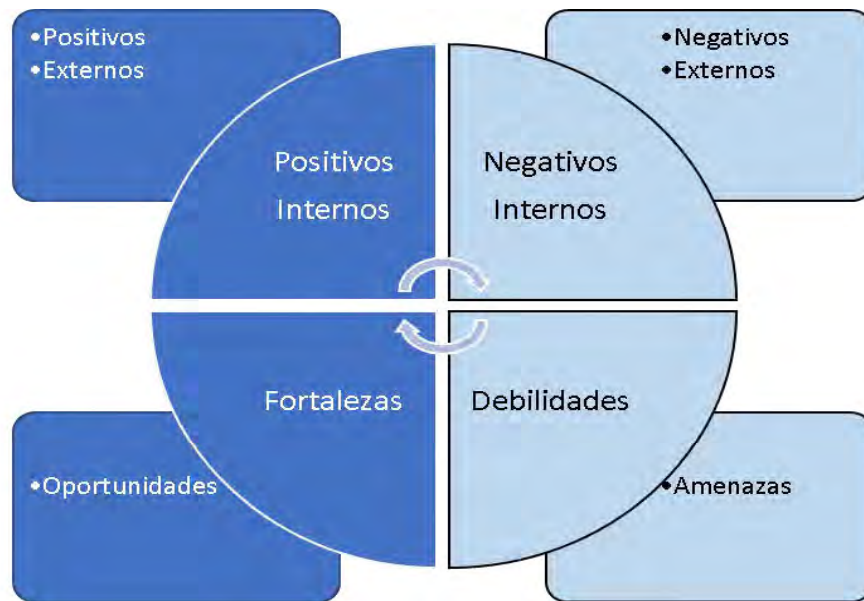 •Positivos
•Externos
•Negativos
•Externos
Positivos
Internos
Negativos
Internos
Fortalezas
Debilidades
•Oportunidades
•Amenazas